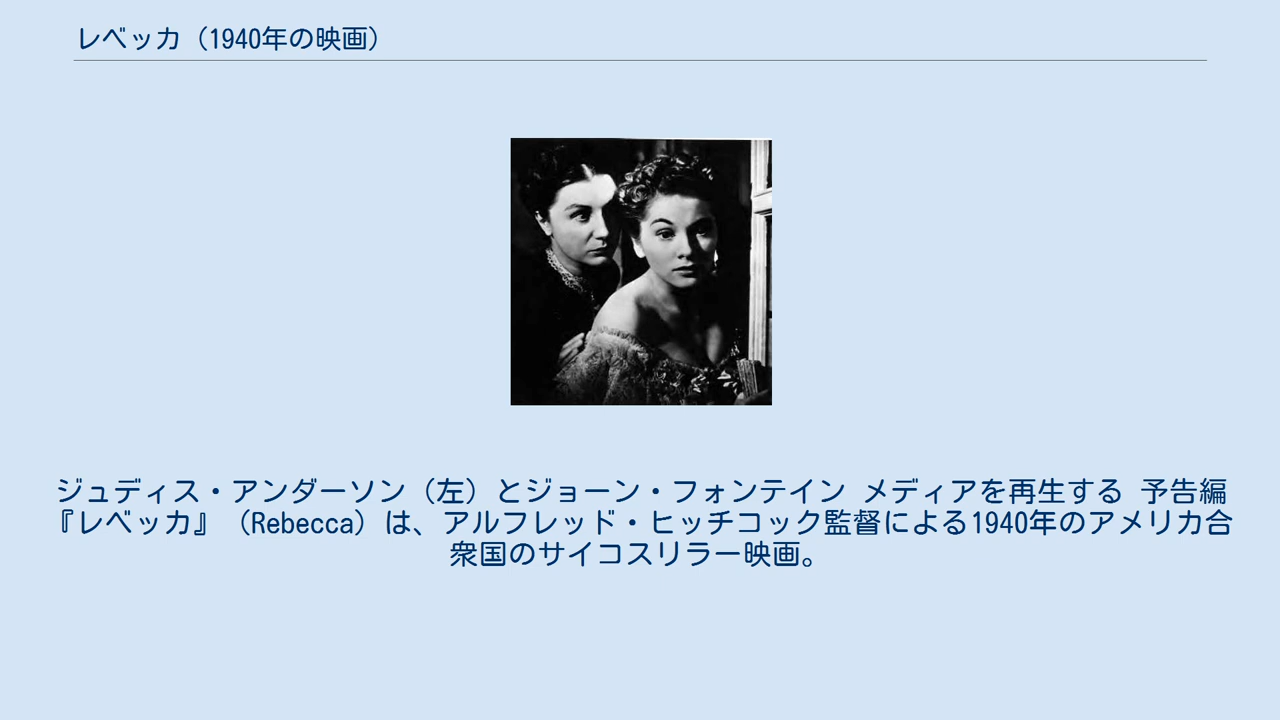 レベッカ（1940年の映画）
ジュディス・アンダーソン（左）とジョーン・フォンテイン メディアを再生する 予告編
『レベッカ』（Rebecca）は、アルフレッド・ヒッチコック監督による1940年のアメリカ合
衆国のサイコスリラー映画。